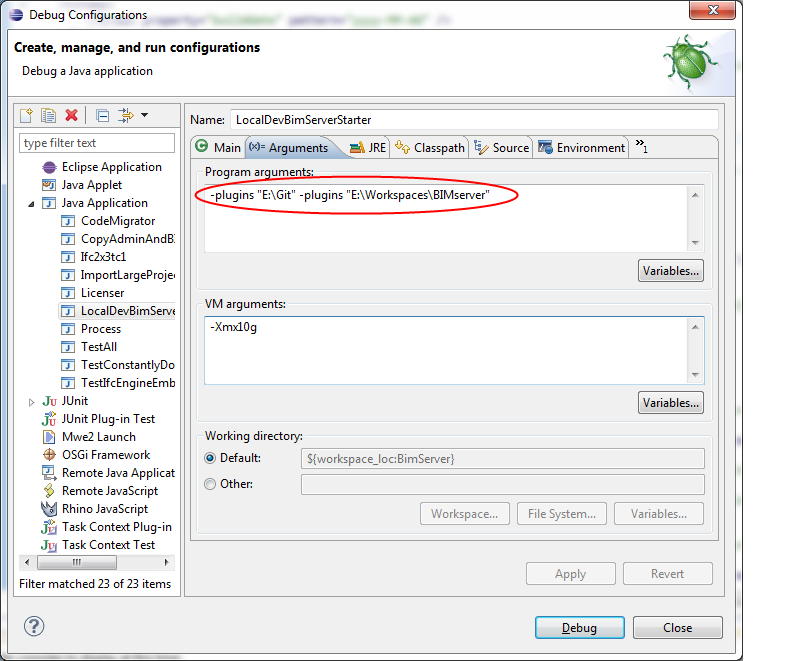 Debug Configurations
Create, manage, and run configurations
Debug a Java application
type filter text
Eclipse Application
Java Applet
Java Application
CodeMigrator
CopyAdminAndB
Ifc2x3tc1
ImportLargeProje
Licenser
LocalDevBimServe
Process
TestAll
TestConstantlyDo
TestIfcEngineEmb
Ju JUnit
JUnit Plug-in Test
Mwe2 Launch
OSGi Framework
Remote Java Applicat
Remote JavaScript
Rhino JavaScript
Task Context Plug-in
Task Context Test
Filter matched 23 of 23 items
Name: LocalDevBimServerStarter
Main (x)= Arguments JRE Classpath Source Environment »1
Program arguments:
-plugins "E:\Git" -plugins "E:\Workspaces\BIMserver"
Variables...
VM arguments:
-Xmx10g
Variables...
Working directory:
Default: ${workspace_loc:BimServer}
Other:
Workspace... File System... Variables...
Apply Revert
? Debug Close